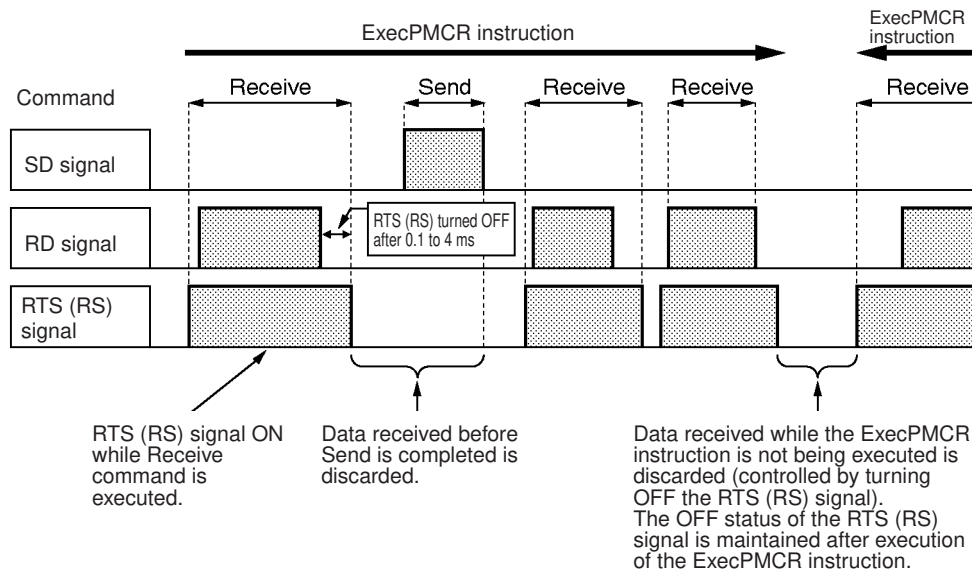 ExecPMCR instruction
ExecPMCR
instruction
Command
Receive
Send
Receive
Receive
Receive
SD signal
RD signal
RTS (RS) turned OFF
after 0.1 to 4 ms
RTS (RS)
signal
RTS (RS) signal ON
while Receive
command is
executed.
Data received before
Send is completed is
discarded.
Data received while the ExecPMCR
instruction is not being executed is
discarded (controlled by turning
OFF the RTS (RS) signal).
The OFF status of the RTS (RS)
signal is maintained after execution
of the ExecPMCR instruction.